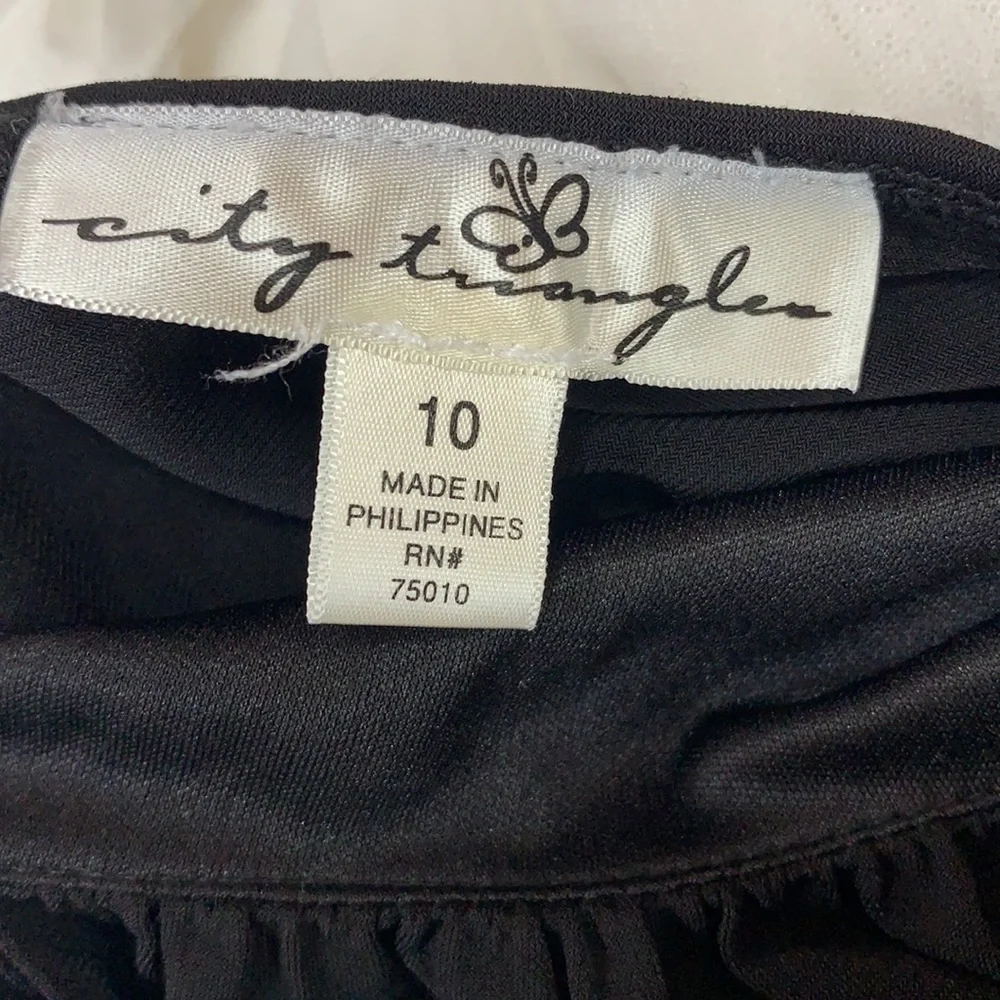 city triangles
10
MADE IN
PHILIPPINES
RN#
75010